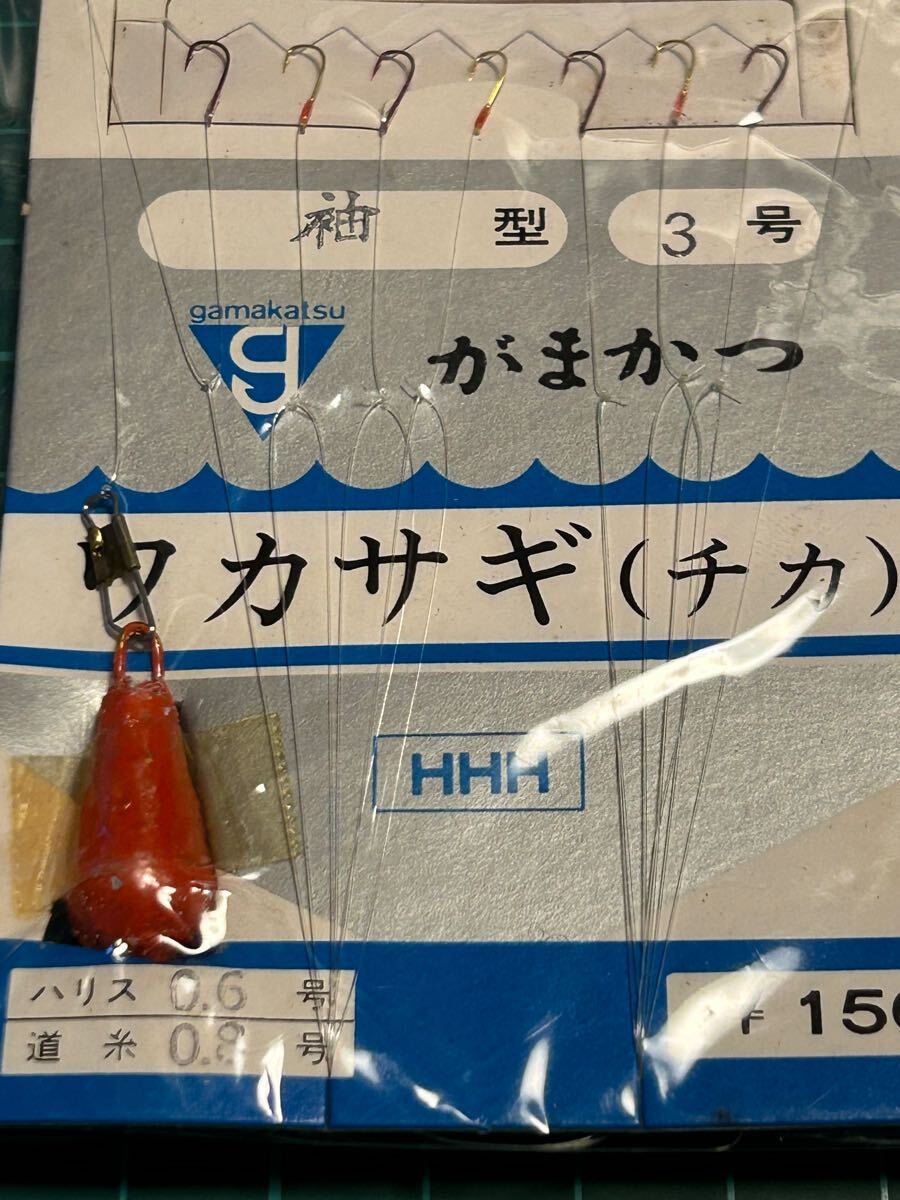 袖 型 3 号
gamakatsu
g
がまかつ
ワカサギ(チカ)
HHH
ハリス 0.6 号
道 糸 0.8 号
¥ 150